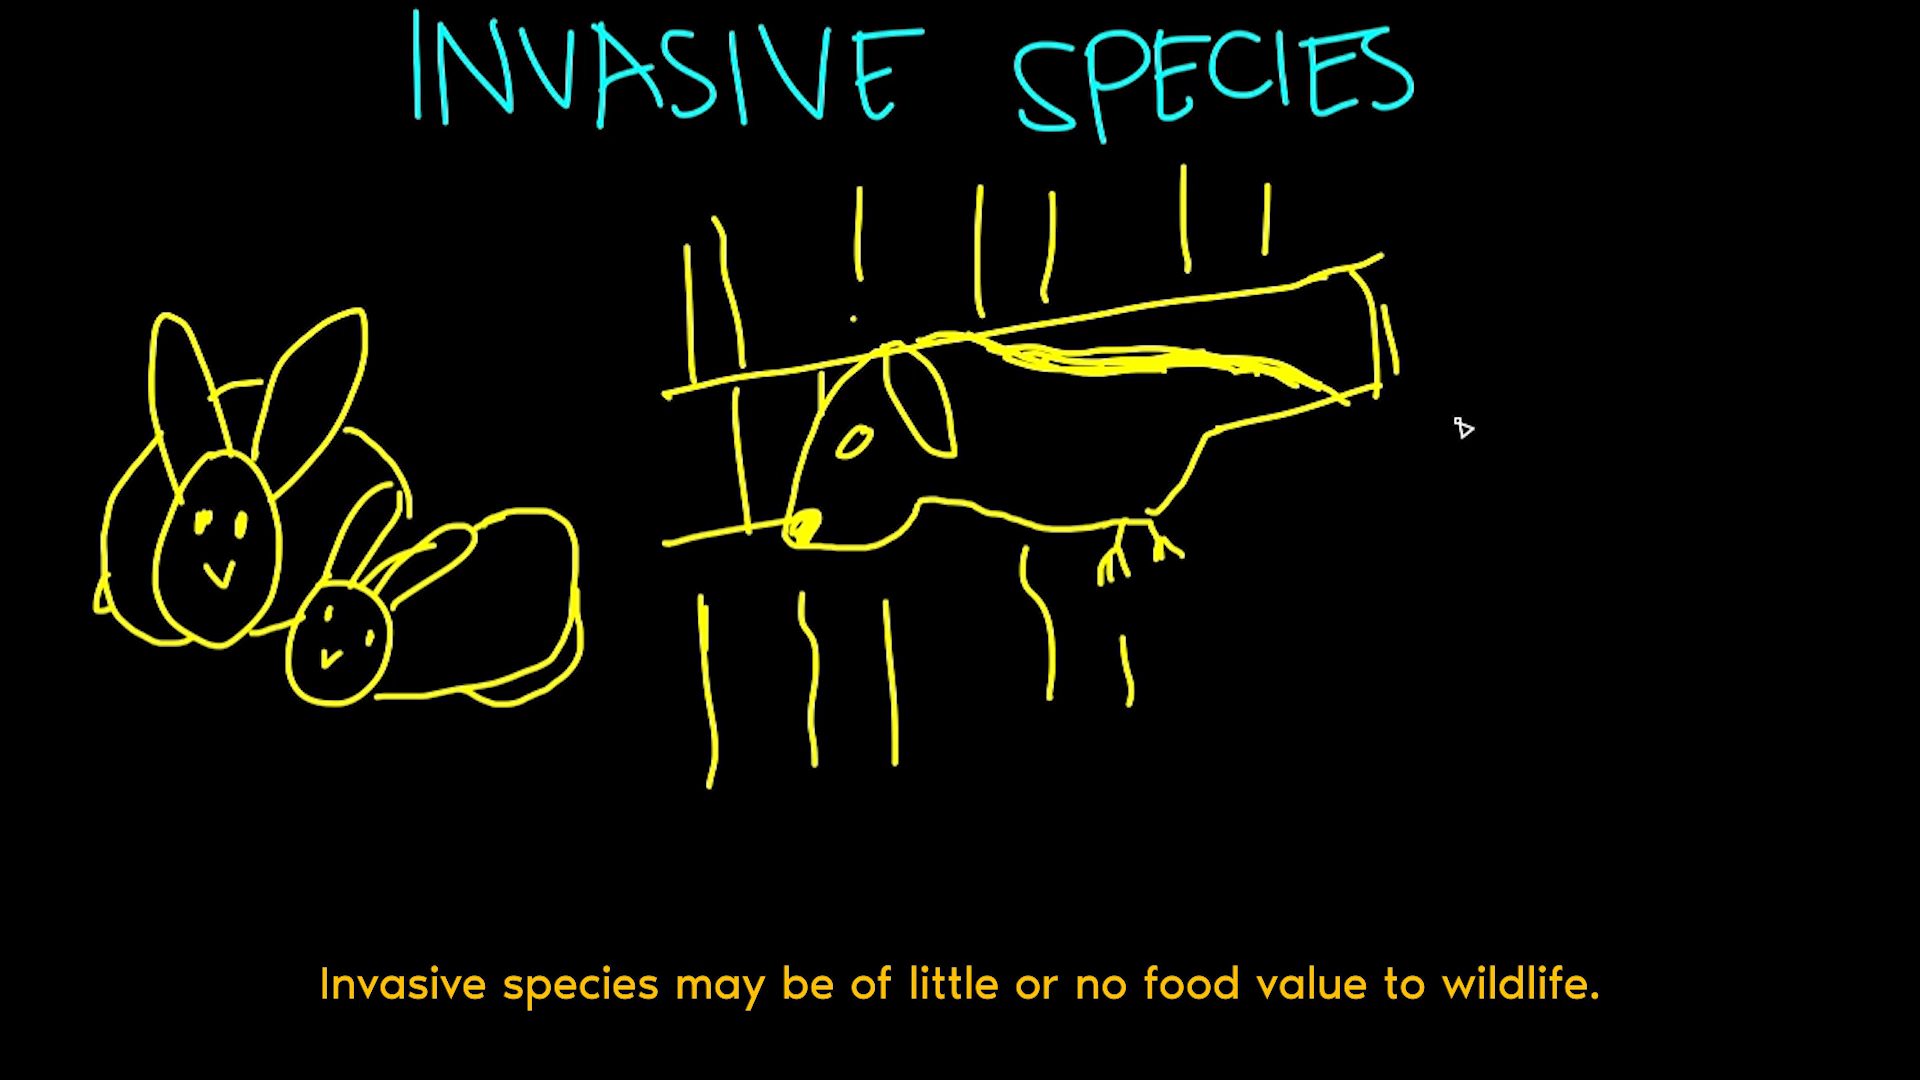 INVASIVE SPECIES
Invasive species may be of little or no food value to wildlife.